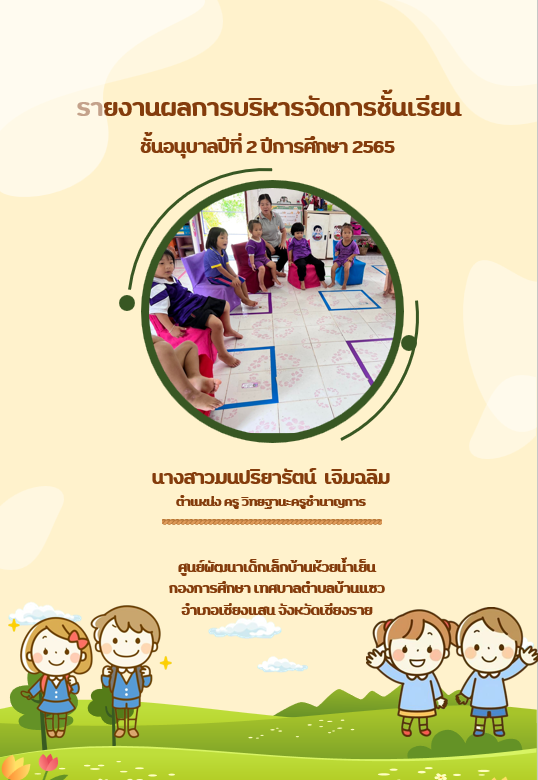 รายงานผลการบริหารจัดการชั้นเรียน
ชั้นอนุบาลปีที่ 2 ปีการศึกษา 2565
นางสาวมนปริยารัตน์ เจิมฉลิม
ตำแหน่ง ครู วิทยฐานะครูชำนาญการ
ศูนย์พัฒนาเด็กเล็กบ้านห้วยน้ำเย็น
กองการศึกษา เทศบาลตำบลบ้านแซว
อำเภอเชียงแสน จังหวัดเชียงราย